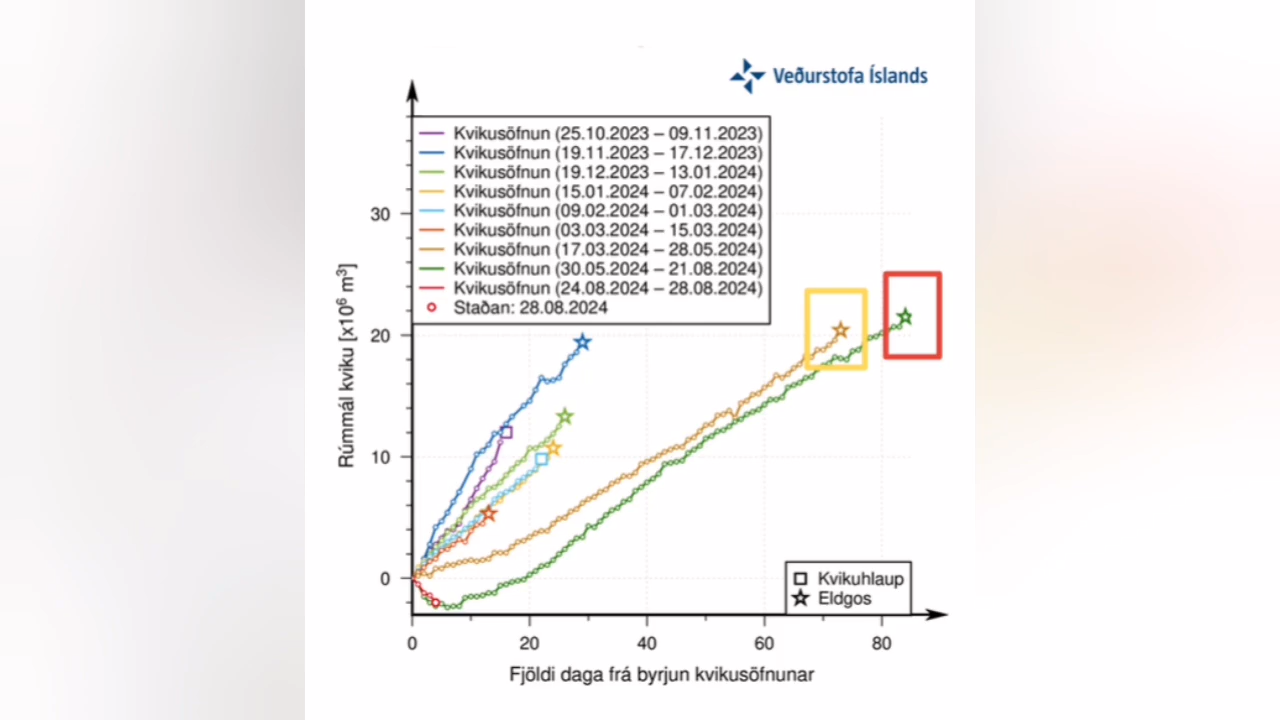 Veðurstofa Íslands
Kvikusöfnun (25.10.2023 – 09.11.2023)
Kvikusöfnun (19.11.2023 – 17.12.2023)
Kvikusöfnun (19.12.2023 – 13.01.2024)
Kvikusöfnun (15.01.2024 – 07.02.2024)
Kvikusöfnun (09.02.2024 – 01.03.2024)
Kvikusöfnun (03.03.2024 – 15.03.2024)
Kvikusöfnun (17.03.2024 – 28.05.2024)
Kvikusöfnun (30.05.2024 – 21.08.2024)
Kvikusöfnun (24.08.2024 – 28.08.2024)
Staðan: 28.08.2024
30
20
10
0
Rúmmál kviku [x10⁶ m³]
Kvikuhlaup
Eldgos
0 20 40 60 80
Fjöldi daga frá byrjun kvikusöfnunar